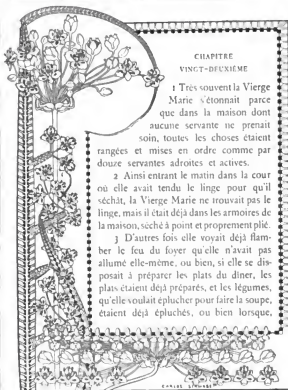 CHAPITRE
VINGT-DEUXIÈME
1 Très souvent la Vierge
Marie s'étonnait parce
que dans la maison dont
aucune servante ne prenait
soin, toutes les choses étaient
rangées et mises en ordre comme par
douze servantes adroites et actives.
2 Ainsi entrant le matin dans la cour
où elle avait tendu le linge pour qu'il
séchât, la Vierge Marie ne trouvait pas le
linge, mais il était déjà dans les armoires de
la maison, séché à point et proprement plié.
3 D'autres fois elle voyait déjà flam-
ber le feu du foyer qu'elle n'avait pas
allumé elle-même, ou bien, si elle se dis-
posait à préparer les plats du dîner, les
plats étaient déjà préparés, et les légumes,
qu'elle voulait éplucher pour faire la soupe,
étaient déjà épluchés, ou bien lorsque,